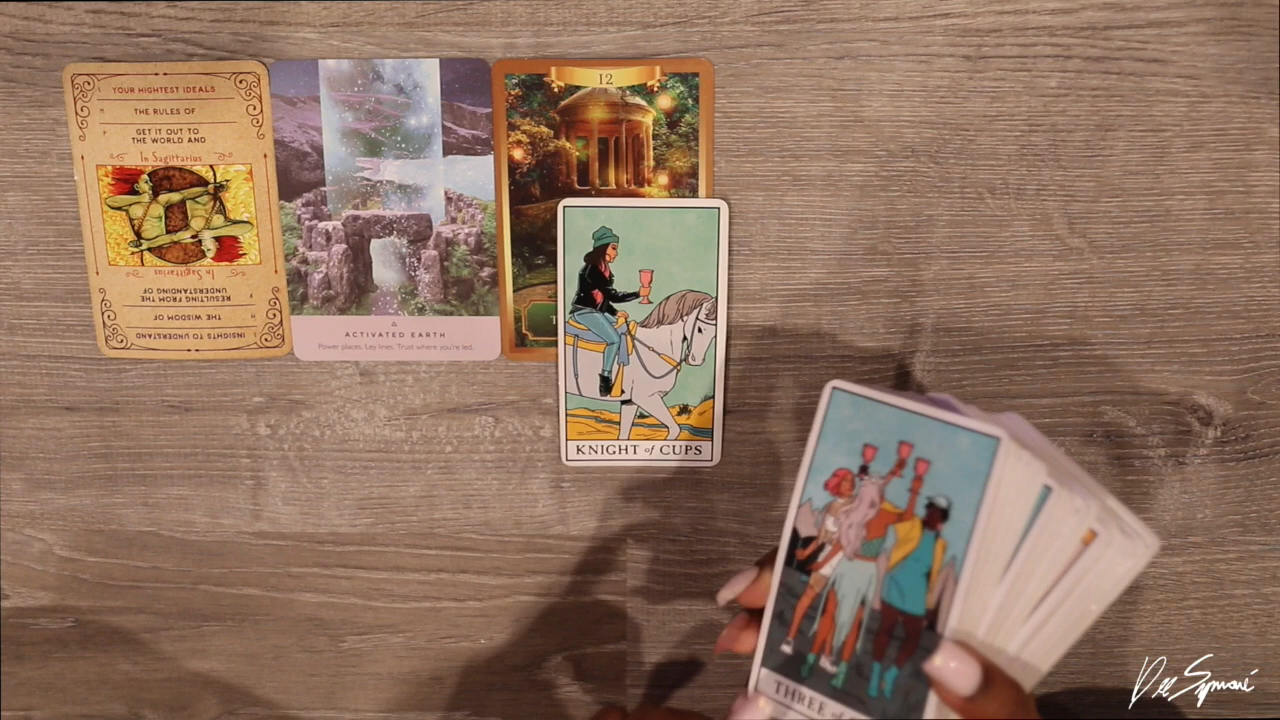 YOUR HIGHTEST IDEALS
THE RULES OF
GET IT OUT TO
THE WORLD AND
In Sagittarius
In Sagittarius
RESULTING FROM THE
UNDERSTANDING OF
THE WISDOM OF
INSIGHTS TO UNDERSTAND
ACTIVATED EARTH
Power places. Ley lines. Trust where you're led.
12
KNIGHT of CUPS
THREE